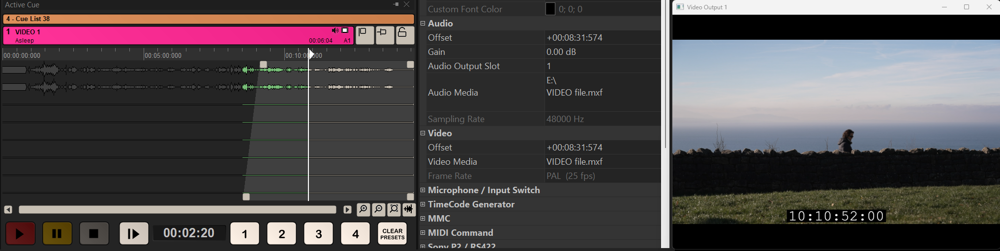 Active Cue
4 - Cue List 38
1 VIDEO 1
Asleep
00:06:04 A1
00:00:00:000 00:05:00:000 00:10:00:000
00:02:20
1
2
3
4
CLEAR
PRESETS
Custom Font Color 0; 0; 0
Audio
Offset +00:08:31:574
Gain 0.00 dB
Audio Output Slot 1
Audio Media E:\
VIDEO file.mxf
Sampling Rate 48000 Hz
Video
Offset +00:08:31:574
Video Media VIDEO file.mxf
Frame Rate PAL (25 fps)
Microphone / Input Switch
TimeCode Generator
MMC
MIDI Command
Sony P2 / RS422
Video Output 1
10:10:52:00